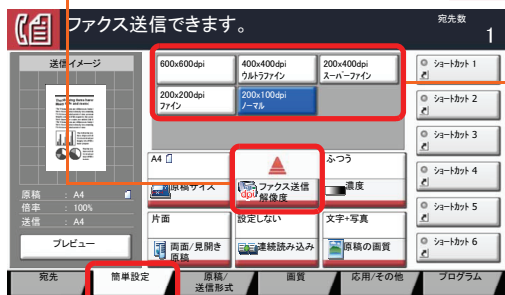 ファクス送信できます。
宛先数
1
送信イメージ
原稿 : A4
倍率 : 100%
送信 : A4
プレビュー
600x600dpi
400x400dpi
ウルトラファイン
200x400dpi
スーパーファイン
200x200dpi
ファイン
200x100dpi
ノーマル
A4
原稿サイズ
dpi
ファクス送信
解像度
ふつう
濃度
片面
両面/見開き
原稿
設定しない
連続読み込み
文字+写真
原稿の画質
ショートカット 1
ショートカット 2
ショートカット 3
ショートカット 4
ショートカット 5
ショートカット 6
宛先
簡単設定
原稿/
送信形式
画質
応用/その他
プログラム